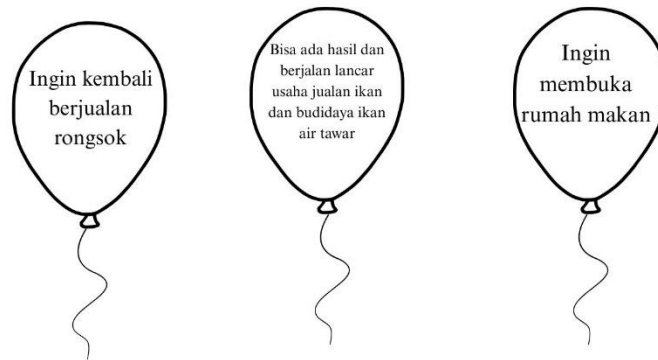 Ingin kembali
berjualan
rongsok
Bisa ada hasil dan
berjalan lancar
usaha jualan ikan
dan budidaya ikan
air tawar
Ingin
membuka
rumah makan